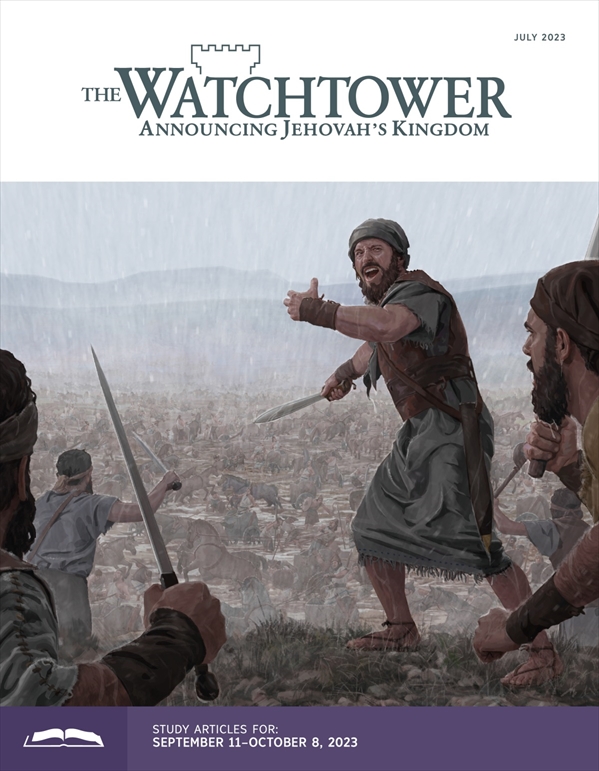 JULY 2023
THE WATCHTOWER
ANNOUNCING JEHOVAH'S KINGDOM
STUDY ARTICLES FOR:
SEPTEMBER 11–OCTOBER 8, 2023